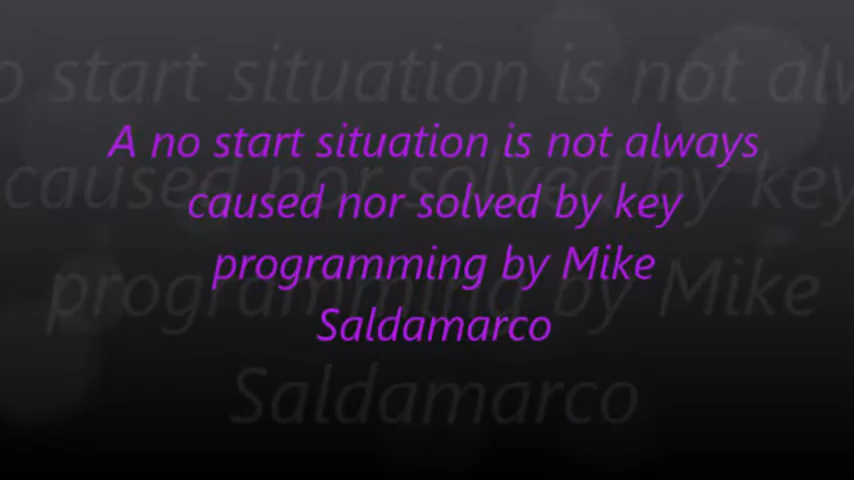 A no start situation is not always
caused nor solved by key
programming by Mike
Saldamarco